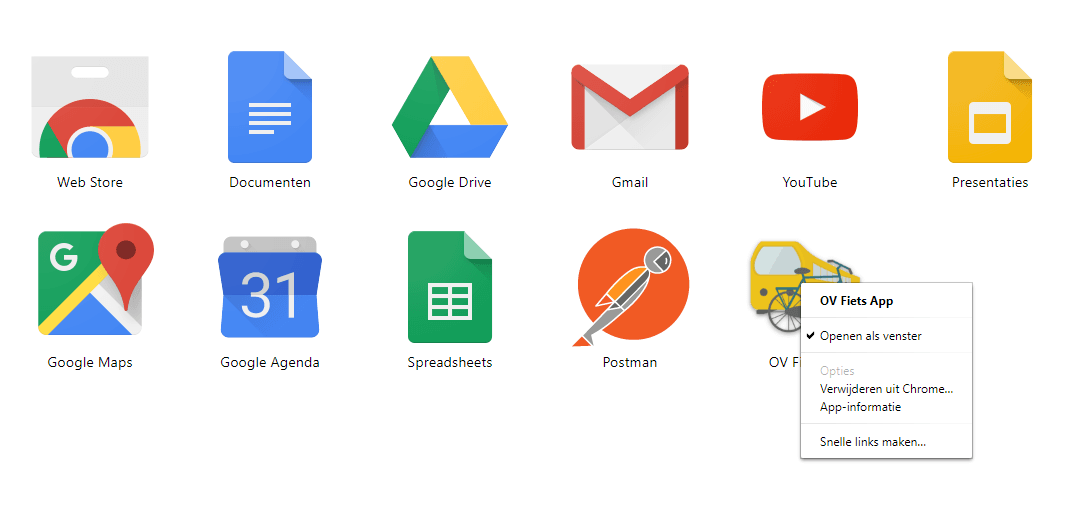 Web Store
Documenten
Google Drive
Gmail
YouTube
Presentaties
G
31
Google Maps
Google Agenda
Spreadsheets
Postman
OV Fi
OV Fiets App
Openen als venster
Opties
Verwijderen uit Chrome...
App-informatie
Snelle links maken...